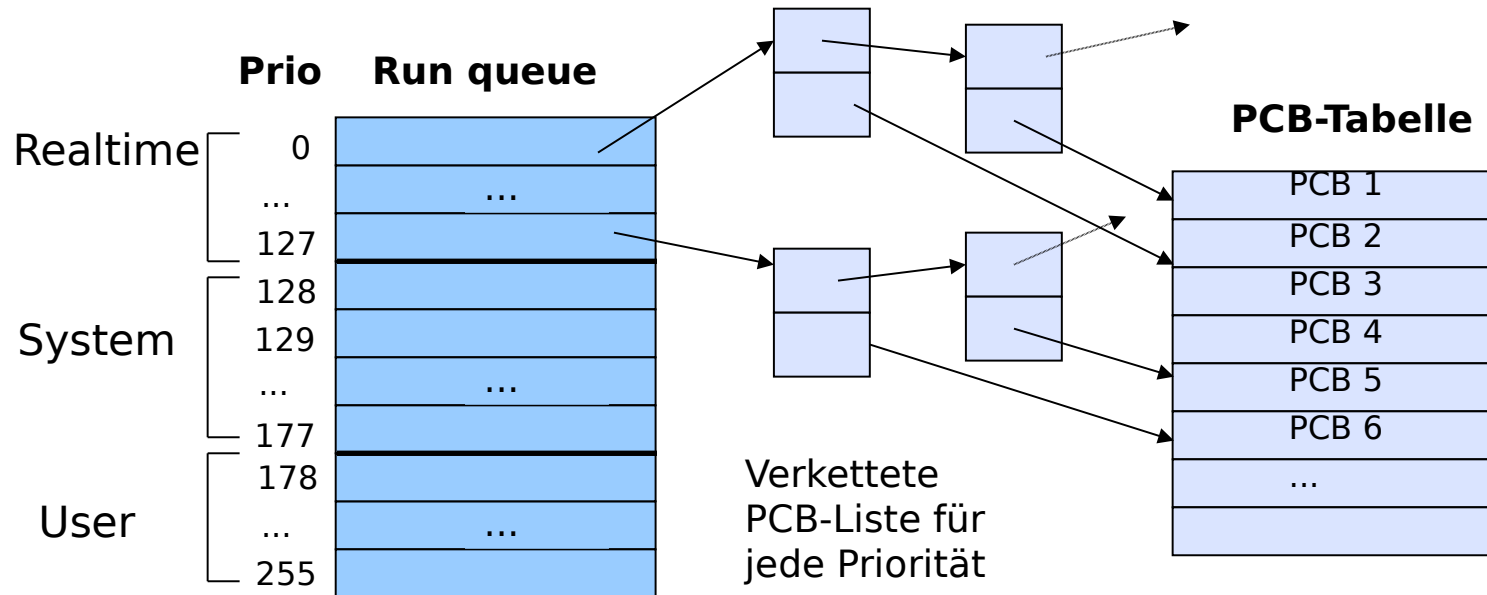 Prio Run queue
PCB-Tabelle
Realtime
0
...
...
127
System
128
129
...
...
177
User
178
...
...
255
Verkettete
PCB-Liste für
jede Priorität
PCB 1
PCB 2
PCB 3
PCB 4
PCB 5
PCB 6
...